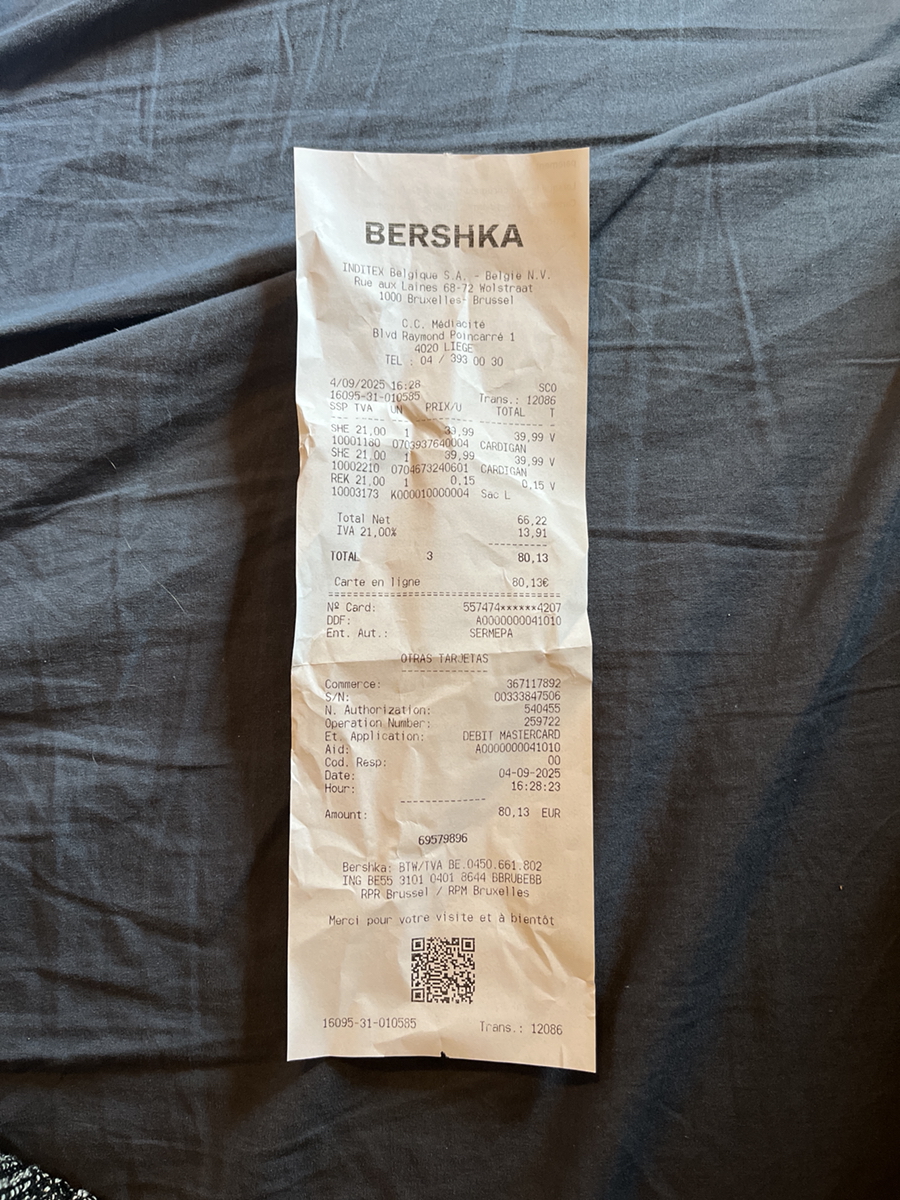 BERSHKA
INDITEX Belgique S.A. - België N.V.
Rue aux Laines 68-72 Wolstraat
1000 Bruxelles- Brussel
C.C. Médiacité
Blvd Raymond Poincarré 1
4020 LIEGE
TEL : 04 / 393 00 30
4/09/2025 16:28 SCO
16095-31-010585 Trans.: 12086
SSP TVA UN PRIX/U TOTAL T
SHE 21,00 1 39,99 39,99 V
10001180 0703937640004 CARDIGAN
SHE 21,00 1 39,99 39,99 V
10002210 0704673240601 CARDIGAN
REK 21,00 1 0,15 0,15 V
10003173 K000010000004 Sac L
Total Net 66,22
IVA 21,00% 13,91
TOTAL 3 80,13
Carte en ligne 80,13€
Nº Card: 557474******4207
DDF: A0000000041010
Ent. Aut.: SERMEPA
OTRAS TARJETAS
Commerce: 367117892
S/N: 00333847506
N. Authorization: 540455
Operation Number: 259722
Et. Application: DEBIT MASTERCARD
Aid: A0000000041010
Cod. Resp: 00
Date: 04-09-2025
Hour: 16:28:23
Amount: 80,13 EUR
69579896
Bershka: BTW/TVA BE.0450.661.802
ING BE55 3101 0401 8644 BBRUBEBB
RPR Brussel / RPM Bruxelles
Merci pour votre visite et à bientôt
16095-31-010585 Trans.: 12086